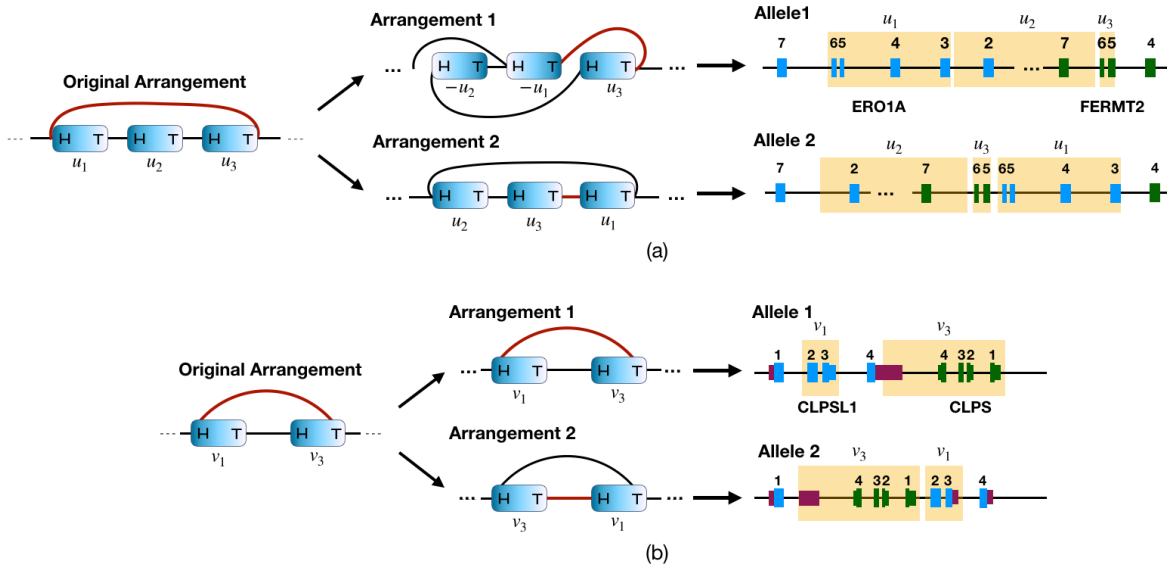 Original Arrangement
H T H T H T
u1 u2 u3
Arrangement 1
... H T H T H T ...
−u2 −u1 u3
Arrangement 2
... H T H T H T ...
u2 u3 u1
Allele1 u1 u2 u3
7 65 4 3 2 7 65 4
...
ERO1A FERMT2
Allele 2 u2 u3 u1
7 2 7 65 65 4 3 4
...
(a)
Original Arrangement
H T H T
v1 v3
Arrangement 1
... H T H T ...
v1 v3
Arrangement 2
... H T H T ...
v3 v1
Allele 1 v1 v3
1 2 3 4 4 32 1
CLPSL1 CLPS
Allele 2 v3 v1
1 4 32 1 2 3 4
(b)